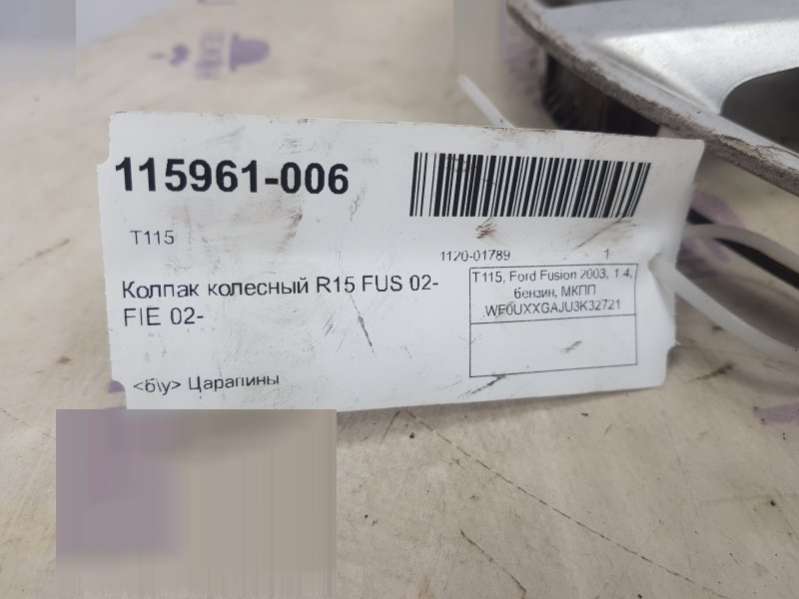 115961-006
T115
1120-01789 1
Колпак колесный R15 FUS 02-
FIE 02-
T115, Ford Fusion 2003, 1.4,
бензин, МКПП
WF0UXXGAJU3K32721
<б\у> Царапины